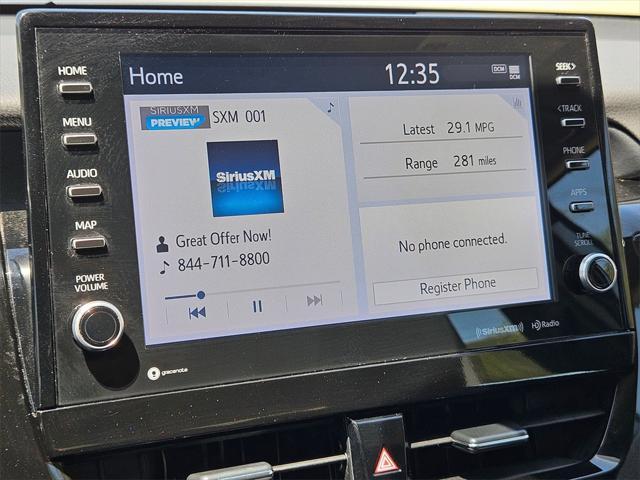 HOME
MENU
AUDIO
MAP
POWER
VOLUME
Home
12:35
DCM
DCM
SIRIUSXM
PREVIEW
SXM 001
SiriusXM
Great Offer Now!
844-711-8800
Latest 29.1 MPG
Range 281 miles
No phone connected.
Register Phone
SEEK>
<TRACK
PHONE
APPS
TUNE
SCROLL
gracenote
((SiriusXM))
HD Radio